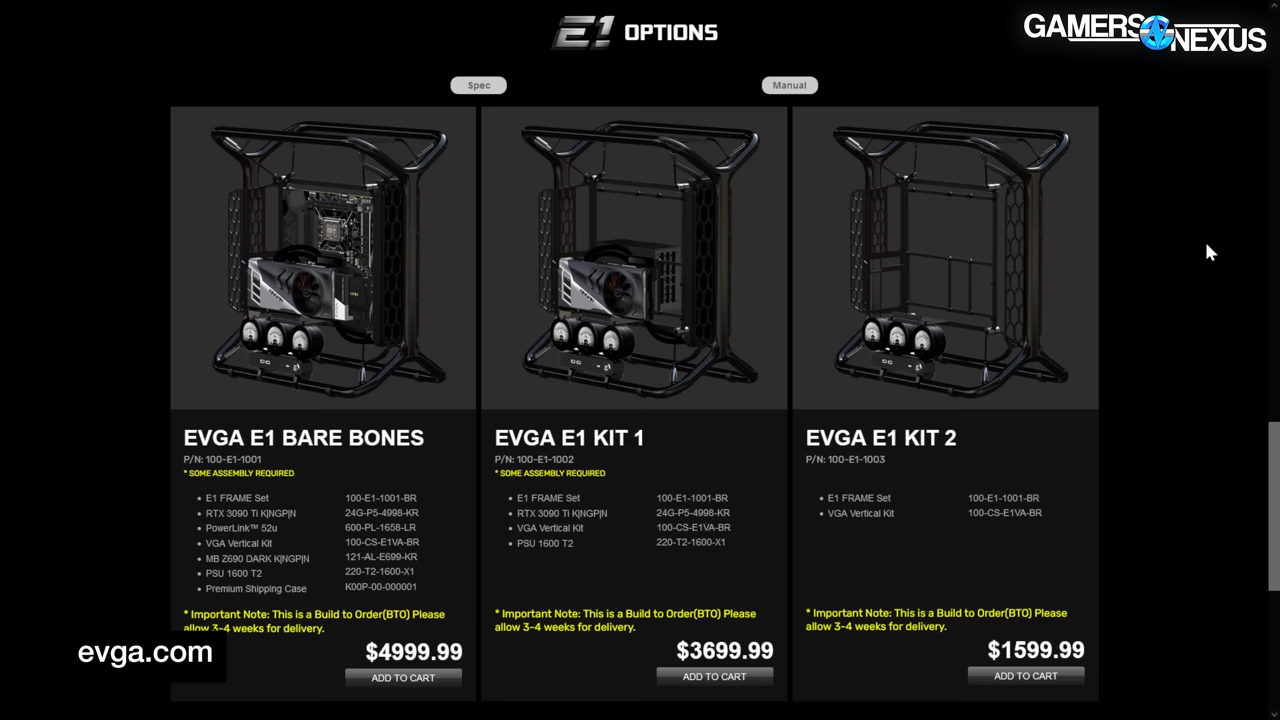 E1 OPTIONS
GAMERS NEXUS
Spec
Manual
EVGA E1 BARE BONES
P/N: 100-E1-1001
* SOME ASSEMBLY REQUIRED
• E1 FRAME Set 100-E1-1001-BR
• RTX 3090 Ti K|NGP|N 24G-P5-4998-KR
• PowerLink™ 52u 600-PL-1658-LR
• VGA Vertical Kit 100-CS-E1VA-BR
• MB Z690 DARK K|NGP|N 121-AL-E699-KR
• PSU 1600 T2 220-T2-1600-X1
• Premium Shipping Case K00P-00-000001
* Important Note: This is a Build to Order(BTO) Please
allow 3-4 weeks for delivery.
$4999.99
ADD TO CART
EVGA E1 KIT 1
P/N: 100-E1-1002
* SOME ASSEMBLY REQUIRED
• E1 FRAME Set 100-E1-1001-BR
• RTX 3090 Ti K|NGP|N 24G-P5-4998-KR
• VGA Vertical Kit 100-CS-E1VA-BR
• PSU 1600 T2 220-T2-1600-X1
* Important Note: This is a Build to Order(BTO) Please
allow 3-4 weeks for delivery.
$3699.99
ADD TO CART
EVGA E1 KIT 2
P/N: 100-E1-1003
• E1 FRAME Set 100-E1-1001-BR
• VGA Vertical Kit 100-CS-E1VA-BR
* Important Note: This is a Build to Order(BTO) Please
allow 3-4 weeks for delivery.
$1599.99
ADD TO CART
evga.com